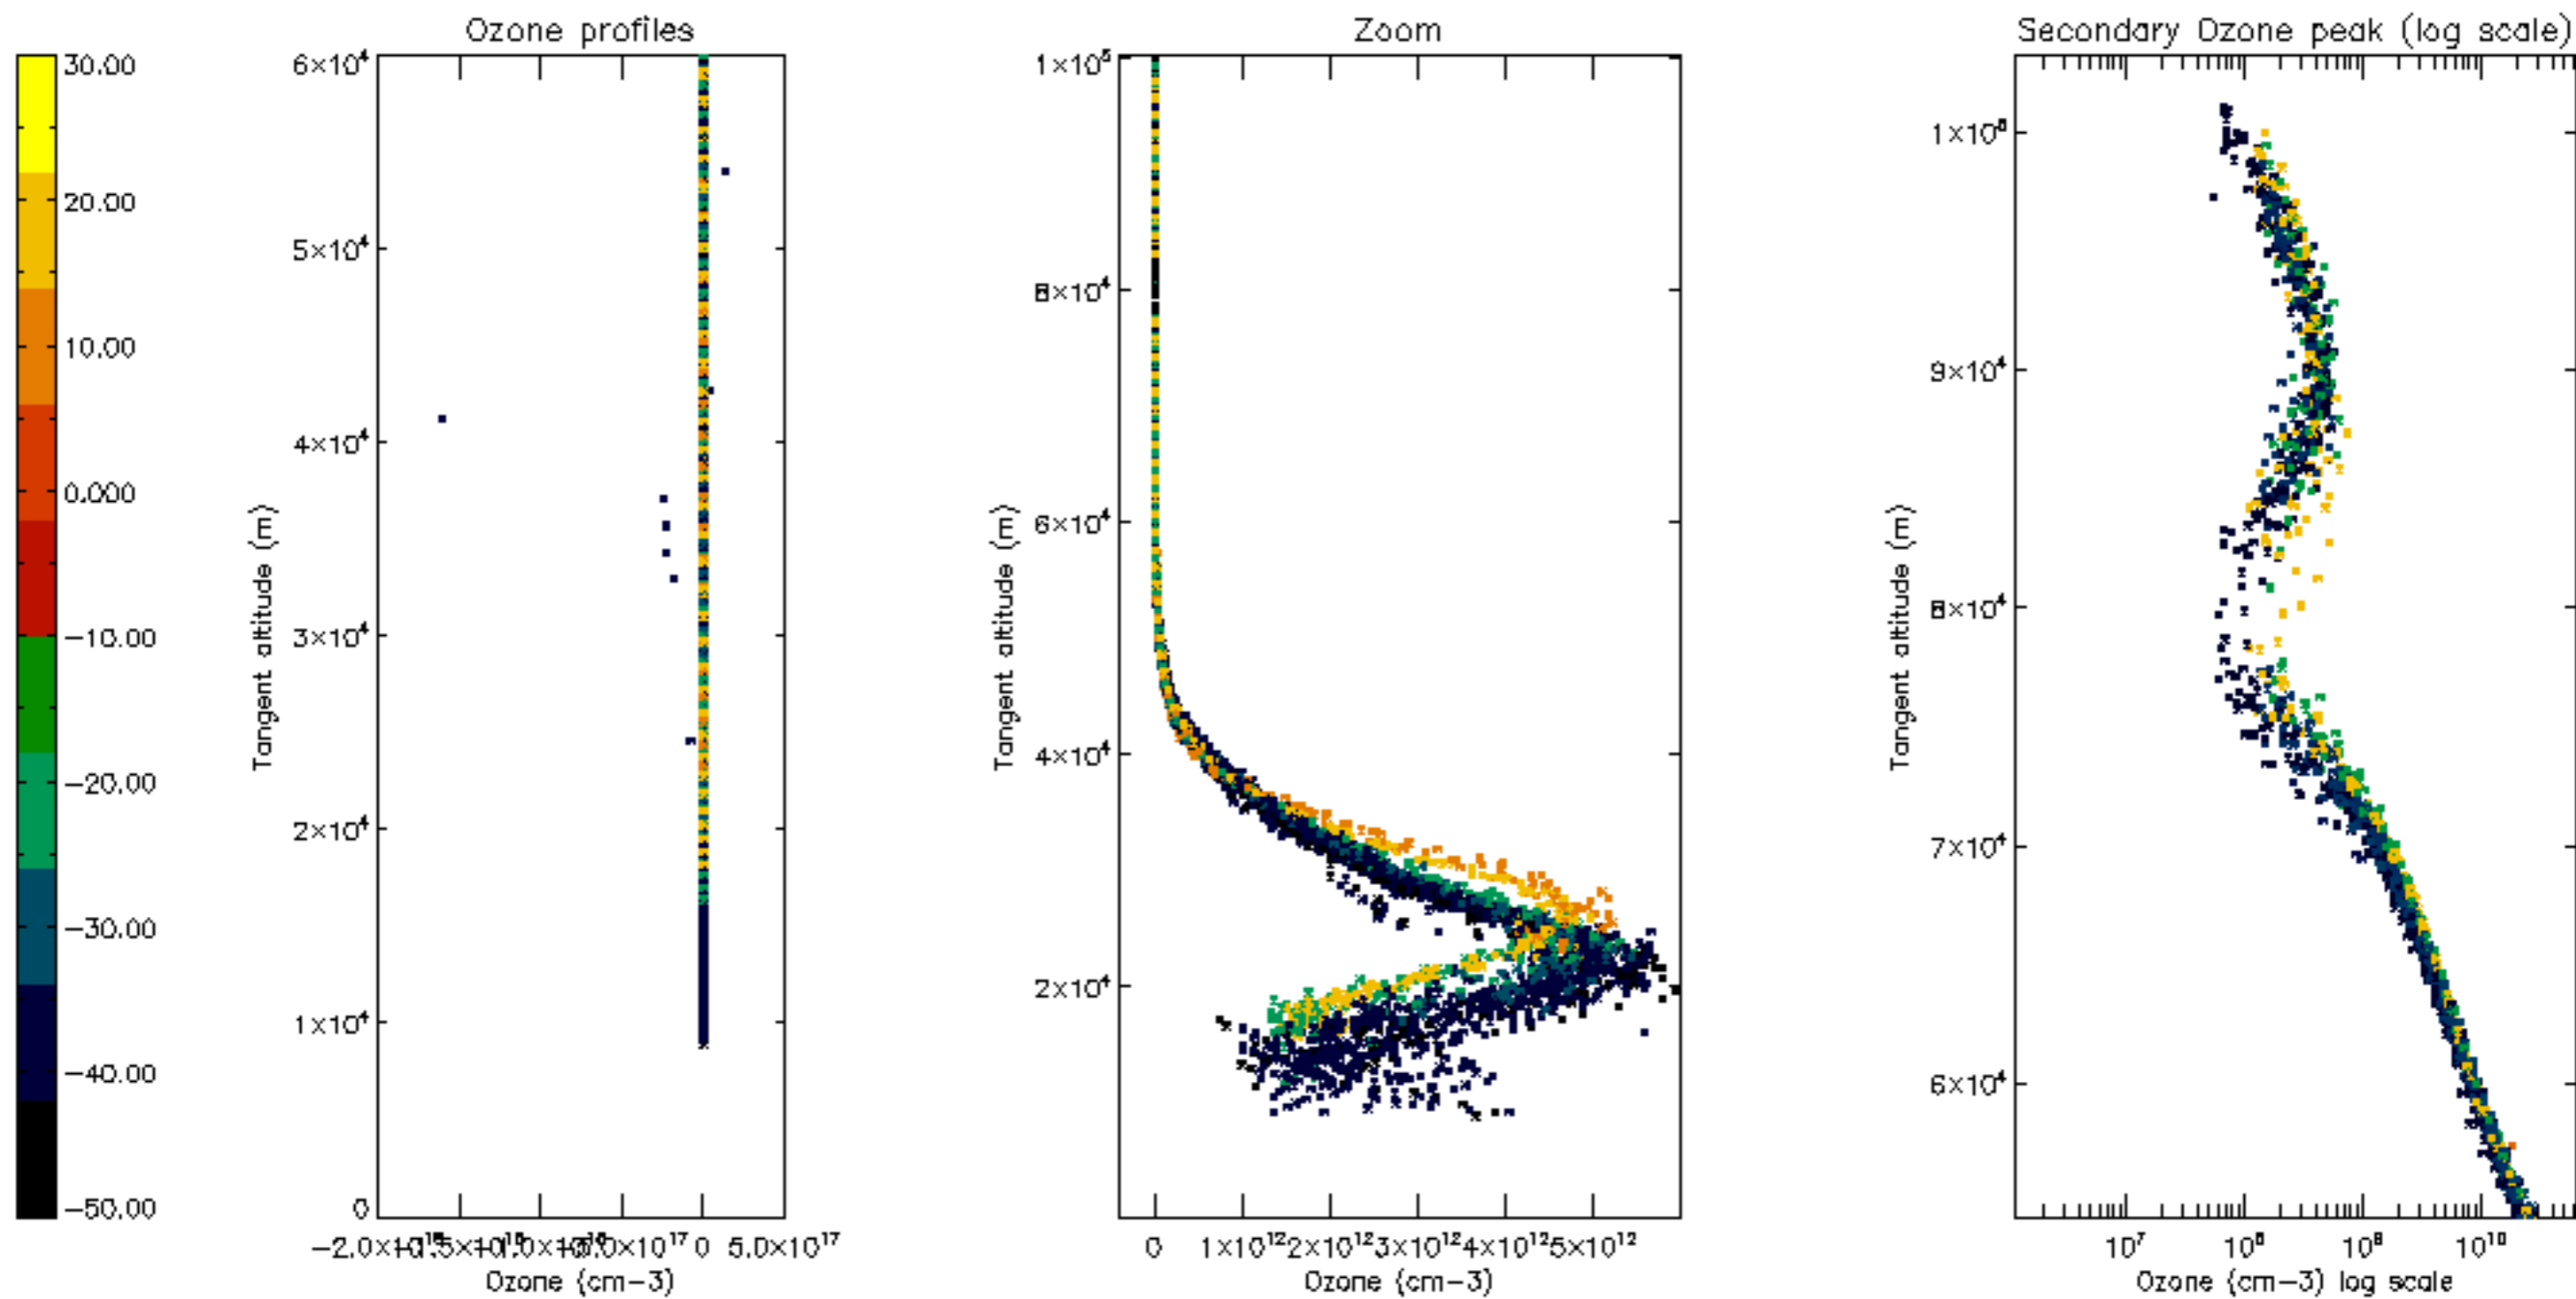 Ozone profiles
Zoom
Secondary Ozone peak (log scale)
30.00
20.00
10.00
0.000
−10.00
−20.00
−30.00
−40.00
−50.00
Tangent altitude (m)
6×10⁴
5×10⁴
4×10⁴
3×10⁴
2×10⁴
1×10⁴
0
0 5.0×10¹⁷
Ozone (cm−3)
Tangent altitude (m)
1×10⁵
8×10⁴
6×10⁴
4×10⁴
2×10⁴
0 1×10¹² 2×10¹² 3×10¹² 4×10¹² 5×10¹²
Ozone (cm−3)
Tangent altitude (m)
9×10⁴
8×10⁴
7×10⁴
6×10⁴
10⁷ 10⁸ 10⁹ 10¹⁰
Ozone (cm−3) log scale